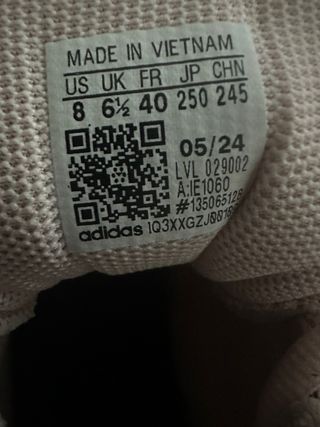 MADE IN VIETNAM
US UK FR JP CHN
8 6½ 40 250 245
05/24
LVL 029002
A:IE1060
#135065128
adidas